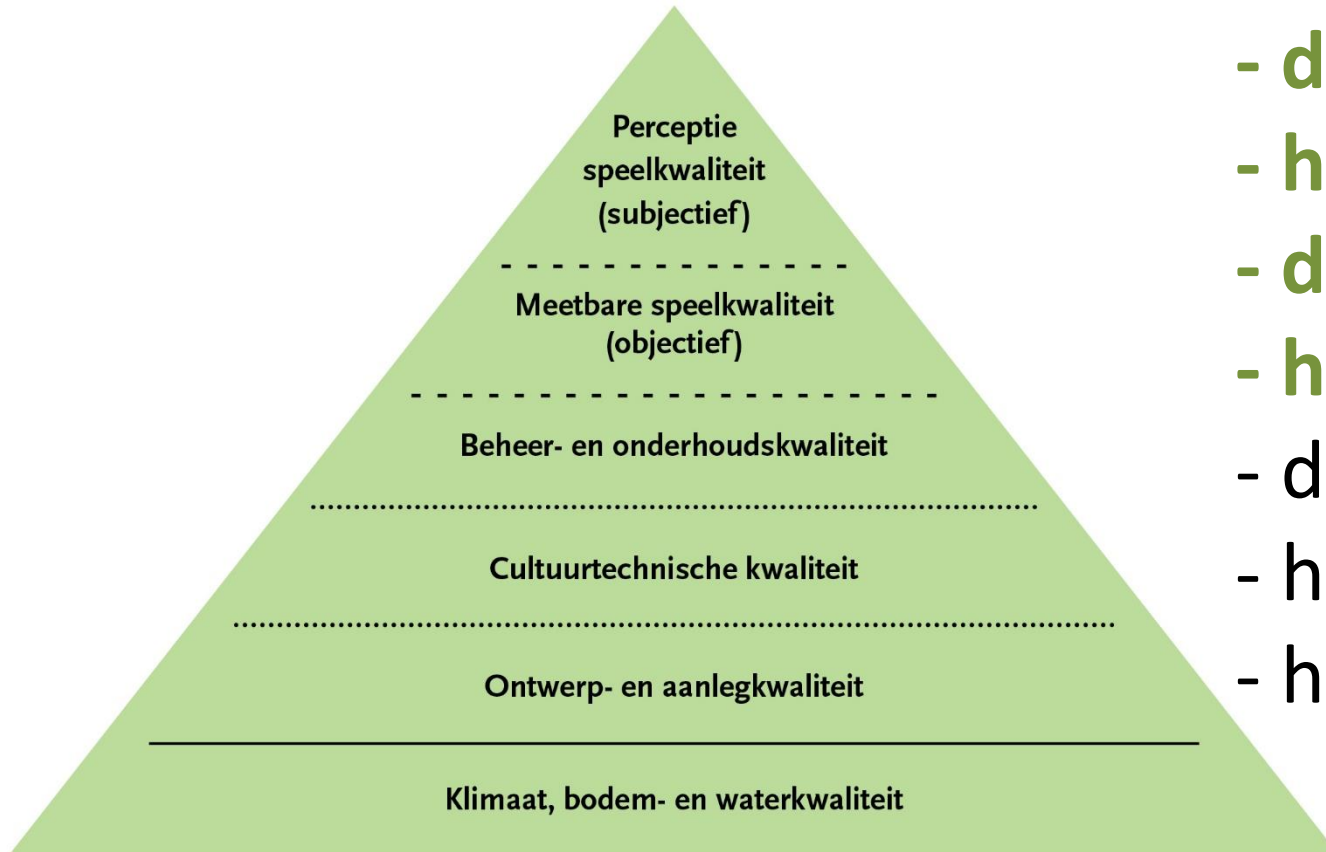 Perceptie
speelkwaliteit
(subjectief)
Meetbare speelkwaliteit
(objectief)
Beheer- en onderhoudskwaliteit
Cultuurtechnische kwaliteit
Ontwerp- en aanlegkwaliteit
Klimaat, bodem- en waterkwaliteit
- d
- h
- d
- h
- d
- h
- h